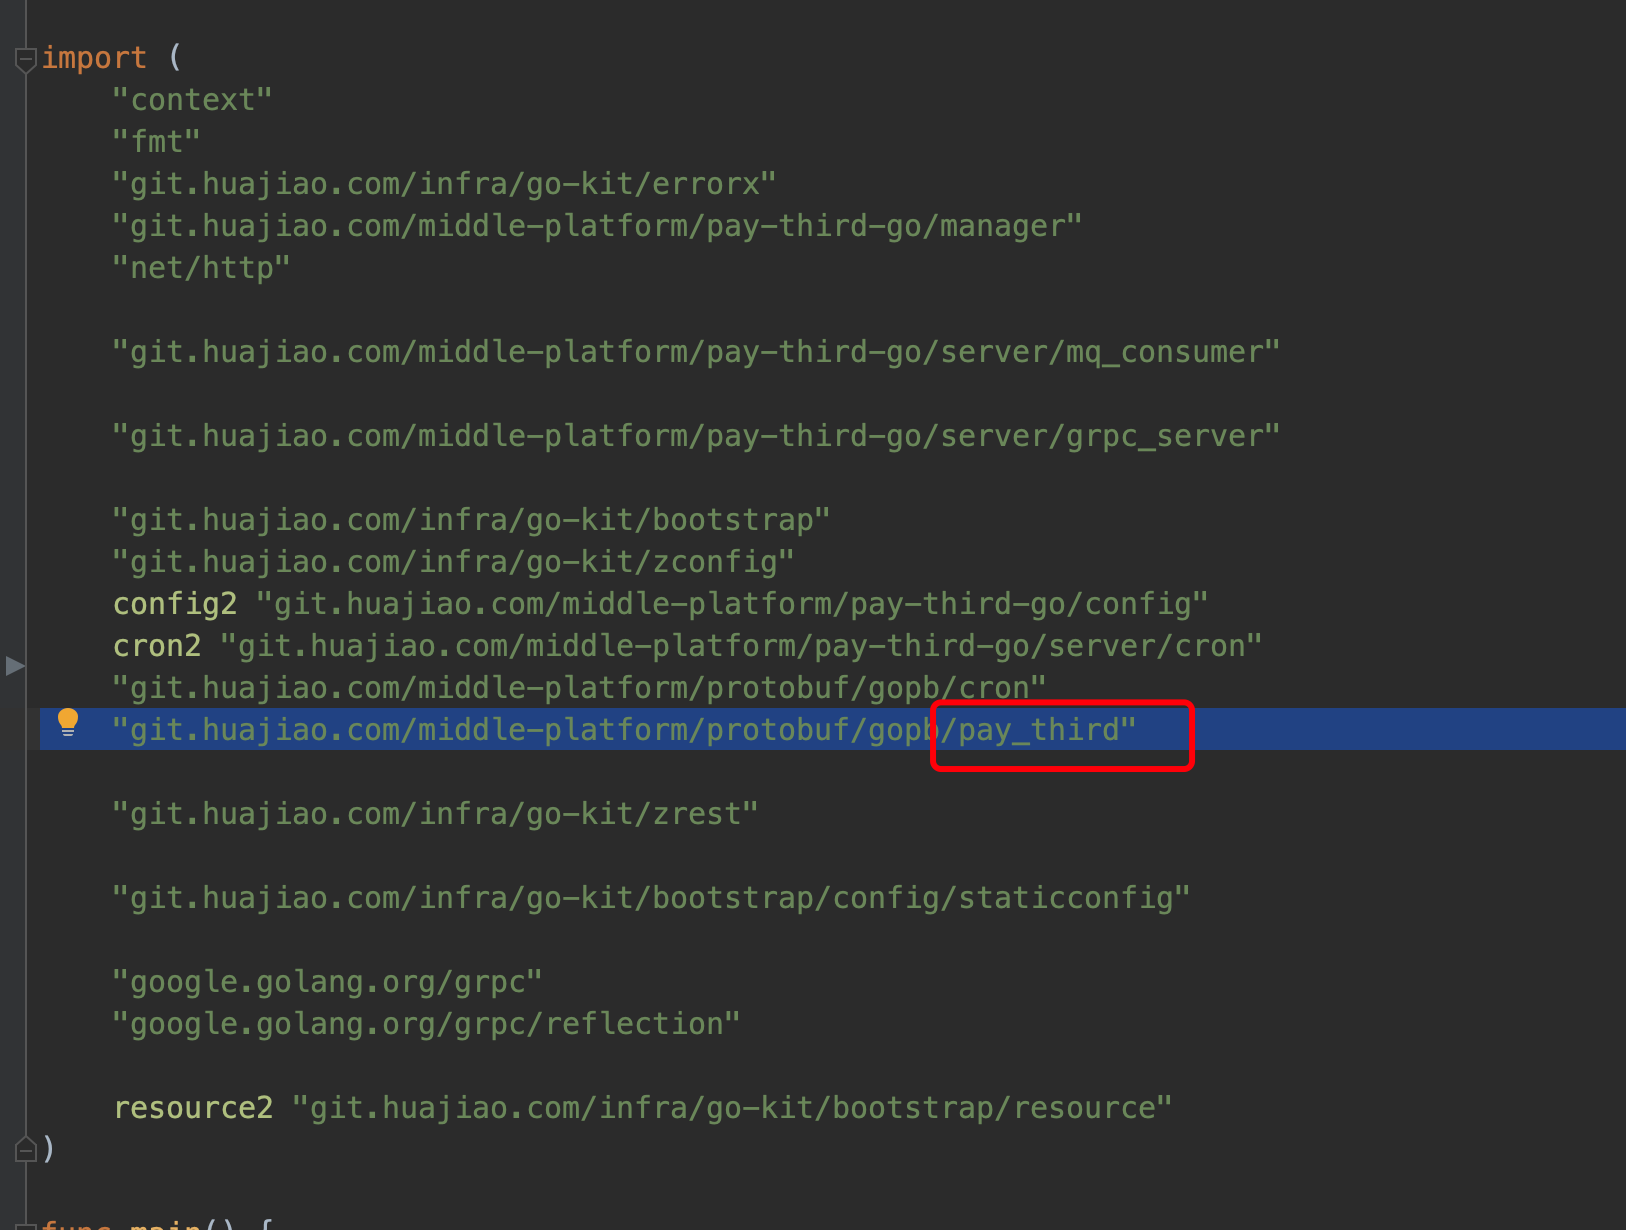 import (
"context"
"fmt"
"git.huajiao.com/infra/go-kit/errorx"
"git.huajiao.com/middle-platform/pay-third-go/manager"
"net/http"
"git.huajiao.com/middle-platform/pay-third-go/server/mq_consumer"
"git.huajiao.com/middle-platform/pay-third-go/server/grpc_server"
"git.huajiao.com/infra/go-kit/bootstrap"
"git.huajiao.com/infra/go-kit/zconfig"
config2 "git.huajiao.com/middle-platform/pay-third-go/config"
cron2 "git.huajiao.com/middle-platform/pay-third-go/server/cron"
"git.huajiao.com/middle-platform/protobuf/gopb/cron"
"git.huajiao.com/middle-platform/protobuf/gopb/pay_third"
"git.huajiao.com/infra/go-kit/zrest"
"git.huajiao.com/infra/go-kit/bootstrap/config/staticconfig"
"google.golang.org/grpc"
"google.golang.org/grpc/reflection"
resource2 "git.huajiao.com/infra/go-kit/bootstrap/resource"
)
func main() {